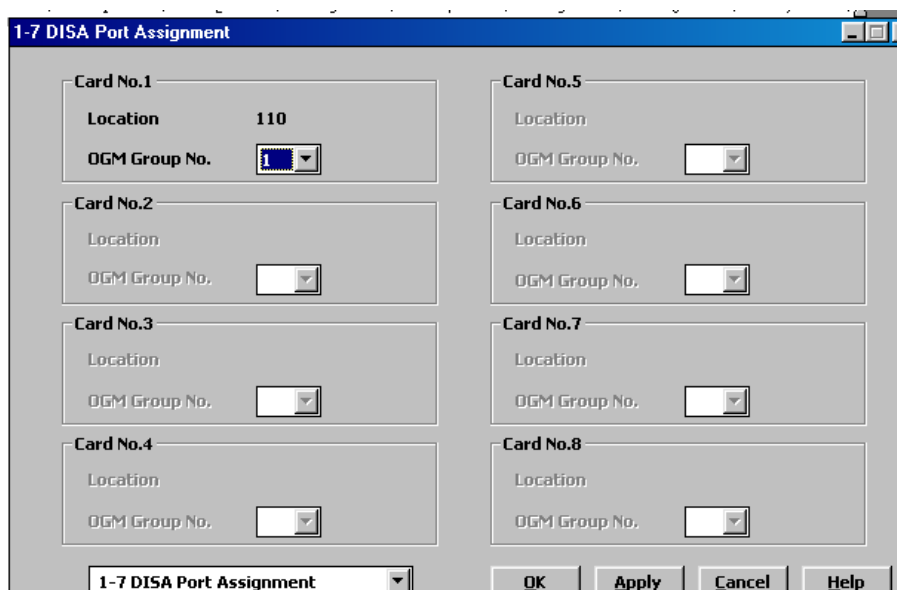 1-7 DISA Port Assignment
Card No.1
Location 110
OGM Group No. 1
Card No.2
Location
OGM Group No.
Card No.3
Location
OGM Group No.
Card No.4
Location
OGM Group No.
Card No.5
Location
OGM Group No.
Card No.6
Location
OGM Group No.
Card No.7
Location
OGM Group No.
Card No.8
Location
OGM Group No.
1-7 DISA Port Assignment
OK Apply Cancel Help